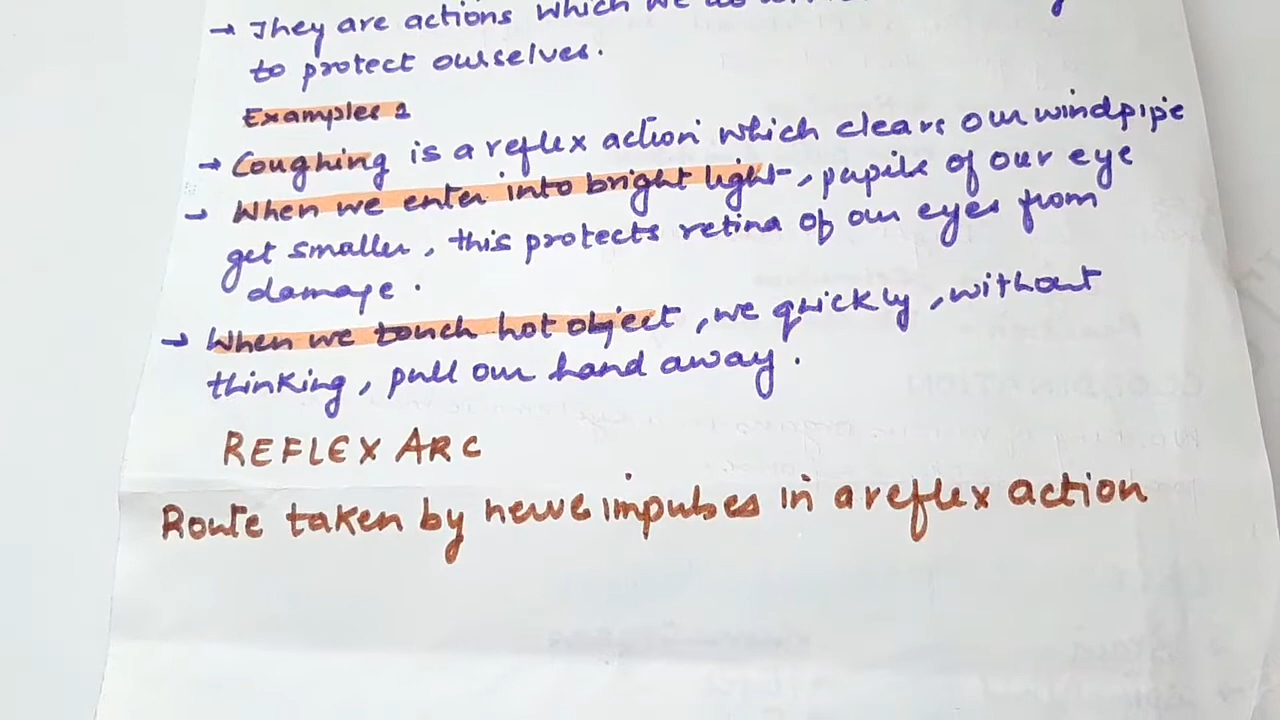 → They are actions which we
to protect ourselves.
Examples
→ Coughing is a reflex action which clears our windpipe
→ When we enter into bright light, pupils of our eye
get smaller, this protects retina of our eyes from
damage.
→ When we touch hot object, we quickly, without
thinking, pull our hand away.
REFLEX ARC
Route taken by nerve impulses in a reflex action